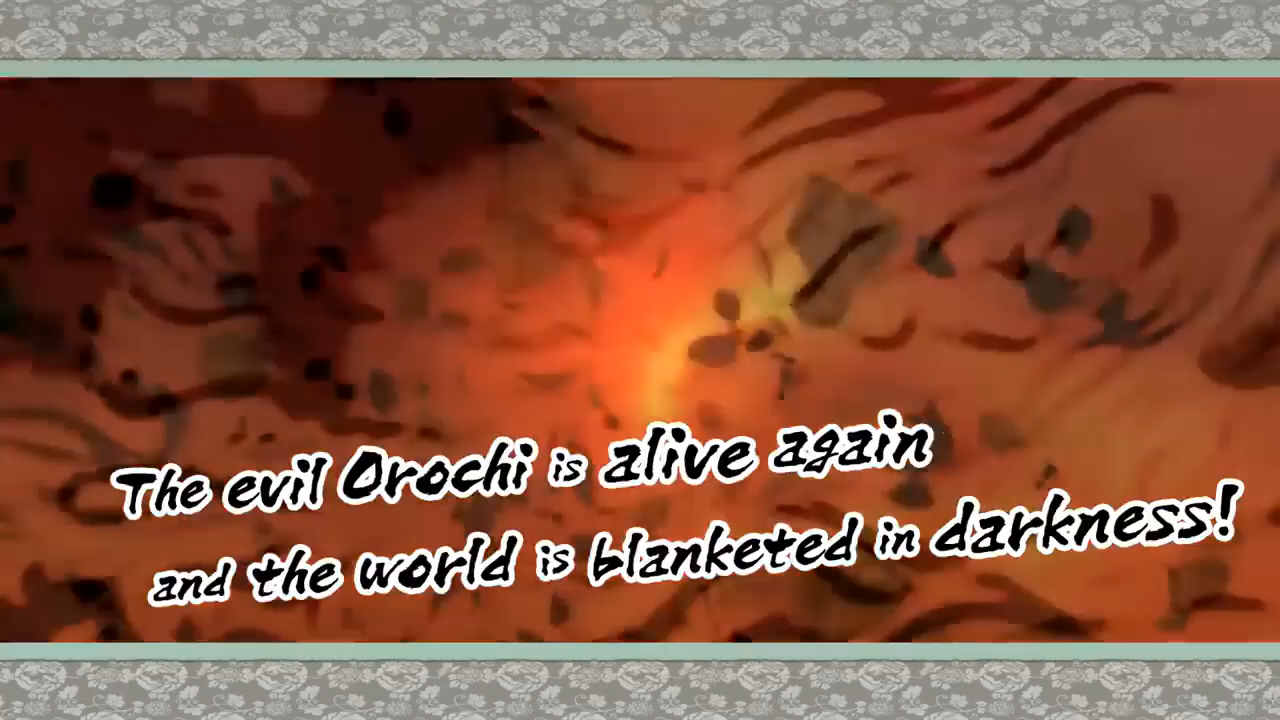 The evil Orochi is alive again
and the world is blanketed in darkness!